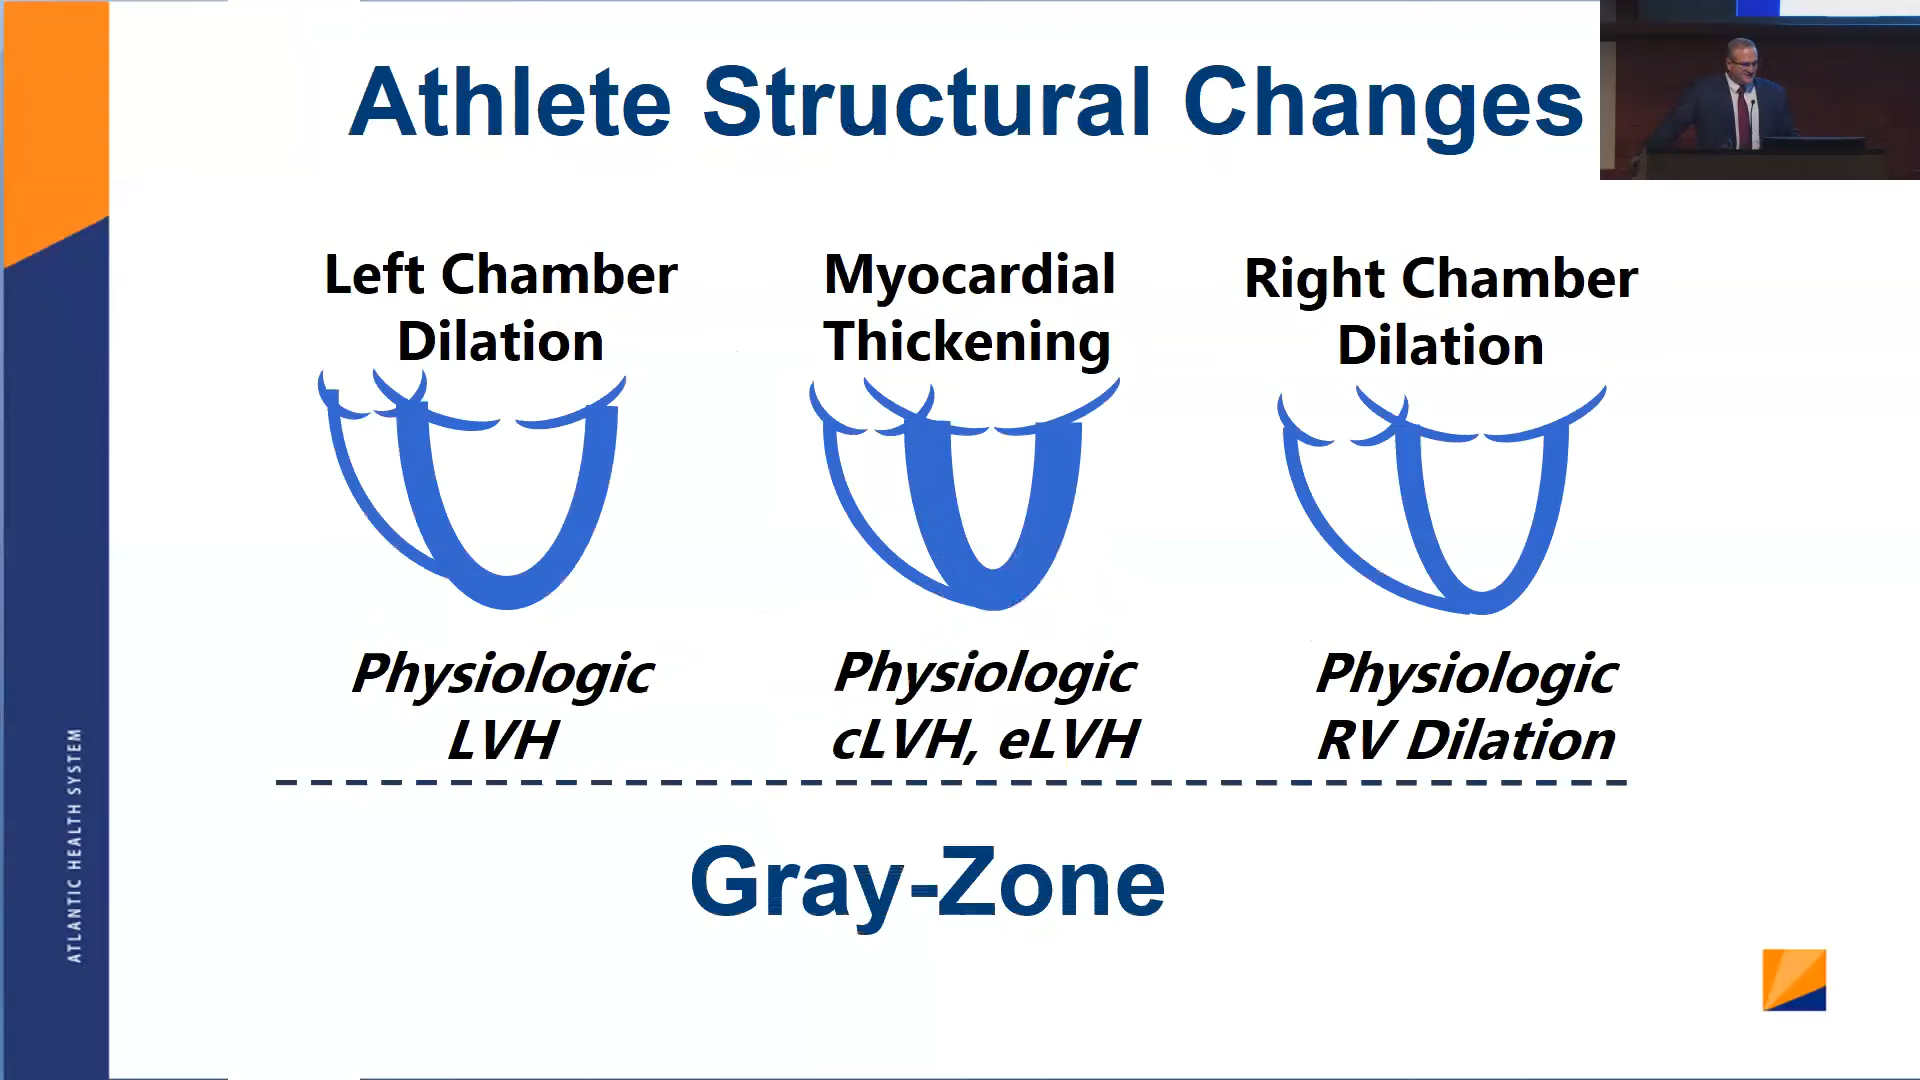 Athlete Structural Changes
Left Chamber
Dilation
Myocardial
Thickening
Right Chamber
Dilation
Physiologic
LVH
Physiologic
cLVH, eLVH
Physiologic
RV Dilation
Gray-Zone
ATLANTIC HEALTH SYSTEM